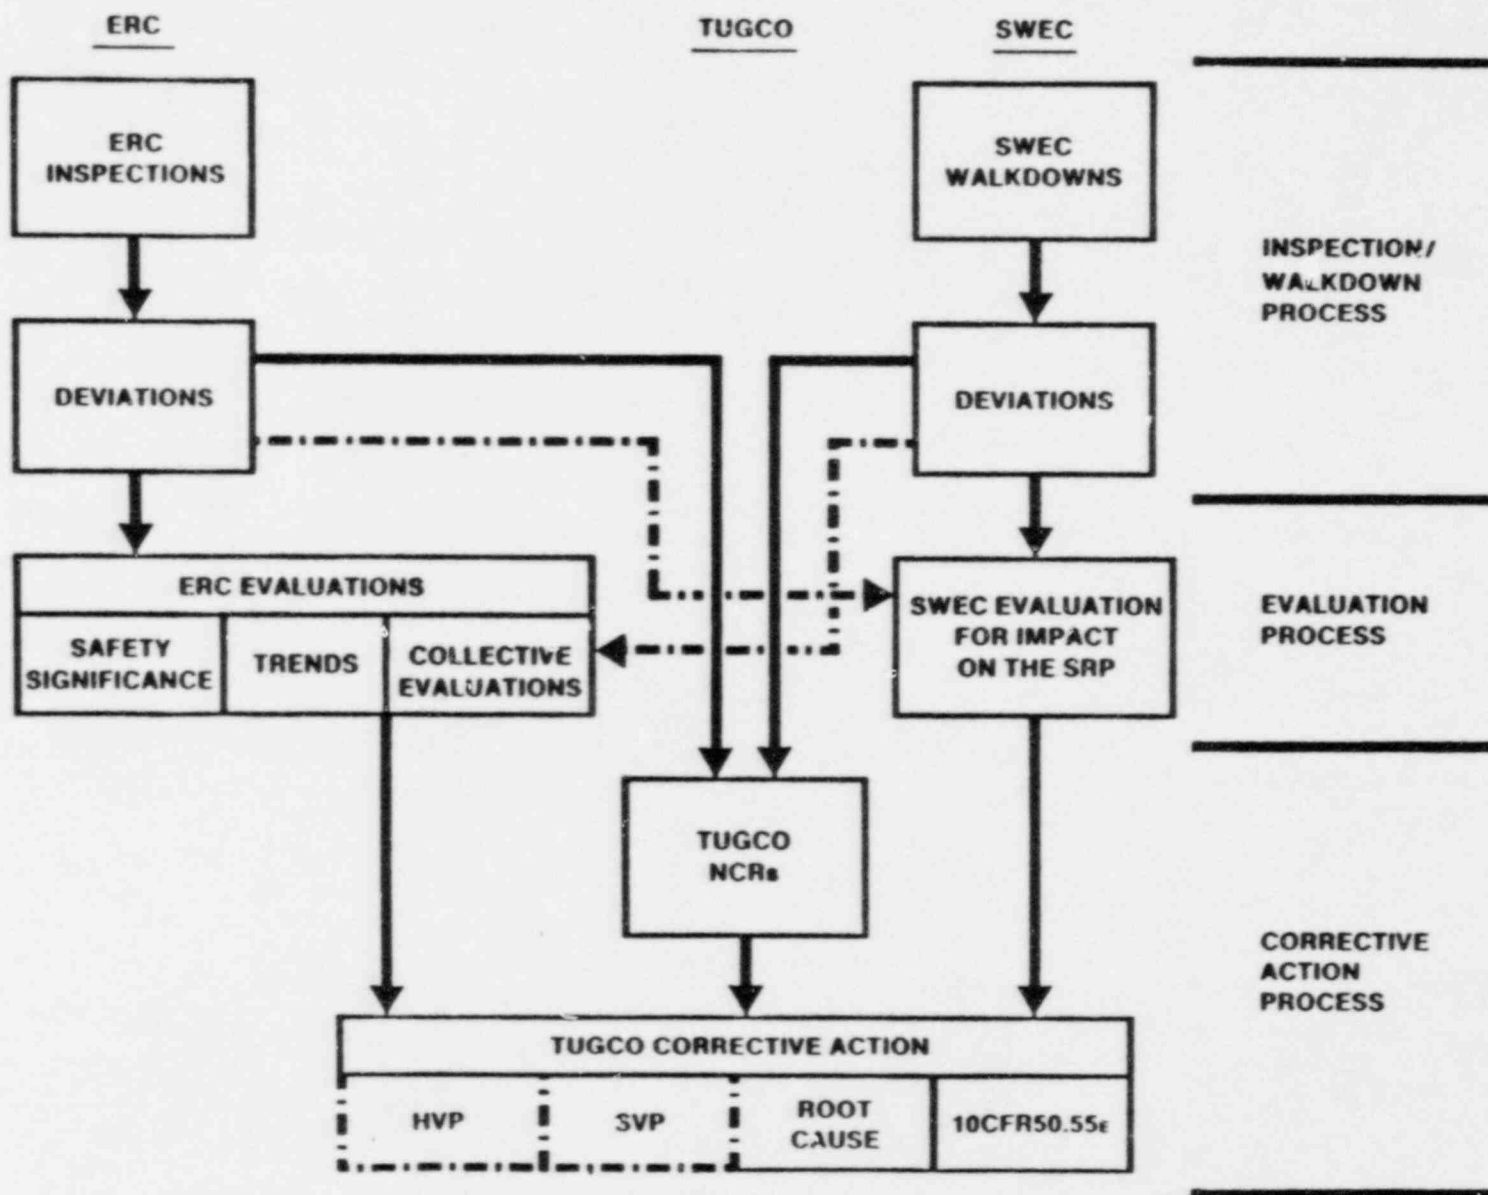 ERC
TUGCO
SWEC
ERC
INSPECTIONS
SWEC
WALKDOWNS
INSPECTION/
WALKDOWN
PROCESS
DEVIATIONS
DEVIATIONS
ERC EVALUATIONS
SAFETY
SIGNIFICANCE
TRENDS
COLLECTIVE
EVALUATIONS
SWEC EVALUATION
FOR IMPACT
ON THE SRP
EVALUATION
PROCESS
TUGCO
NCRs
CORRECTIVE
ACTION
PROCESS
TUGCO CORRECTIVE ACTION
HVP
SVP
ROOT
CAUSE
10CFR50.55E